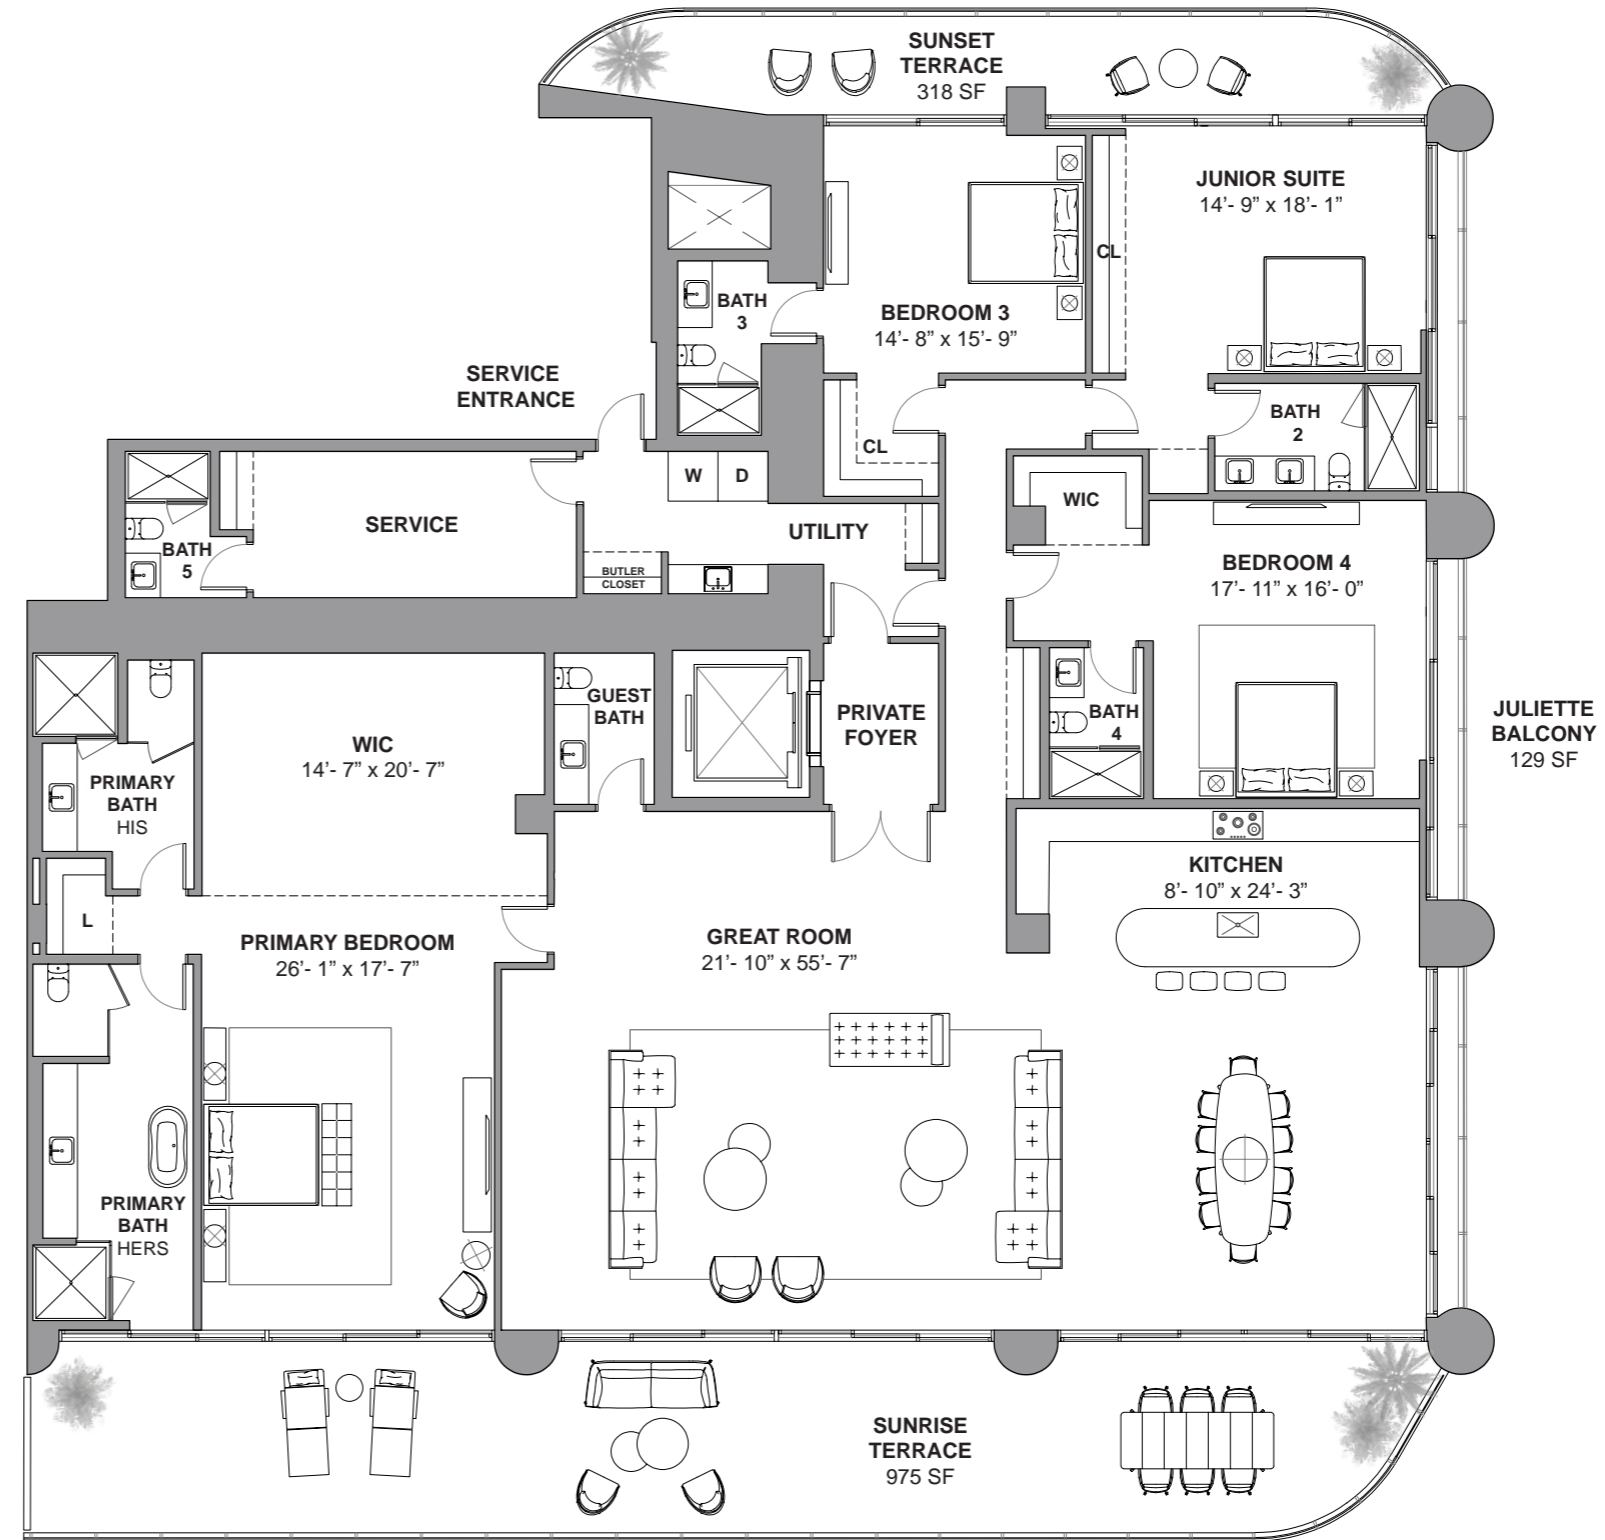 SUNSET
TERRACE
318 SF
JUNIOR SUITE
14’- 9” x 18’- 1”
CL
BATH
3
BEDROOM 3
14’- 8” x 15’- 9”
SERVICE
ENTRANCE
CL
BATH
2
W
D
WIC
SERVICE
UTILITY
BATH
5
BUTLER
CLOSET
BEDROOM 4
17’- 11” x 16’- 0”
GUEST
BATH
PRIVATE
FOYER
BATH
4
JULIETTE
BALCONY
129 SF
WIC
14’- 7” x 20’- 7”
PRIMARY
BATH
HIS
KITCHEN
8’- 10” x 24’- 3”
L
PRIMARY BEDROOM
26’- 1” x 17’- 7”
GREAT ROOM
21’- 10” x 55’- 7”
PRIMARY
BATH
HERS
SUNRISE
TERRACE
975 SF